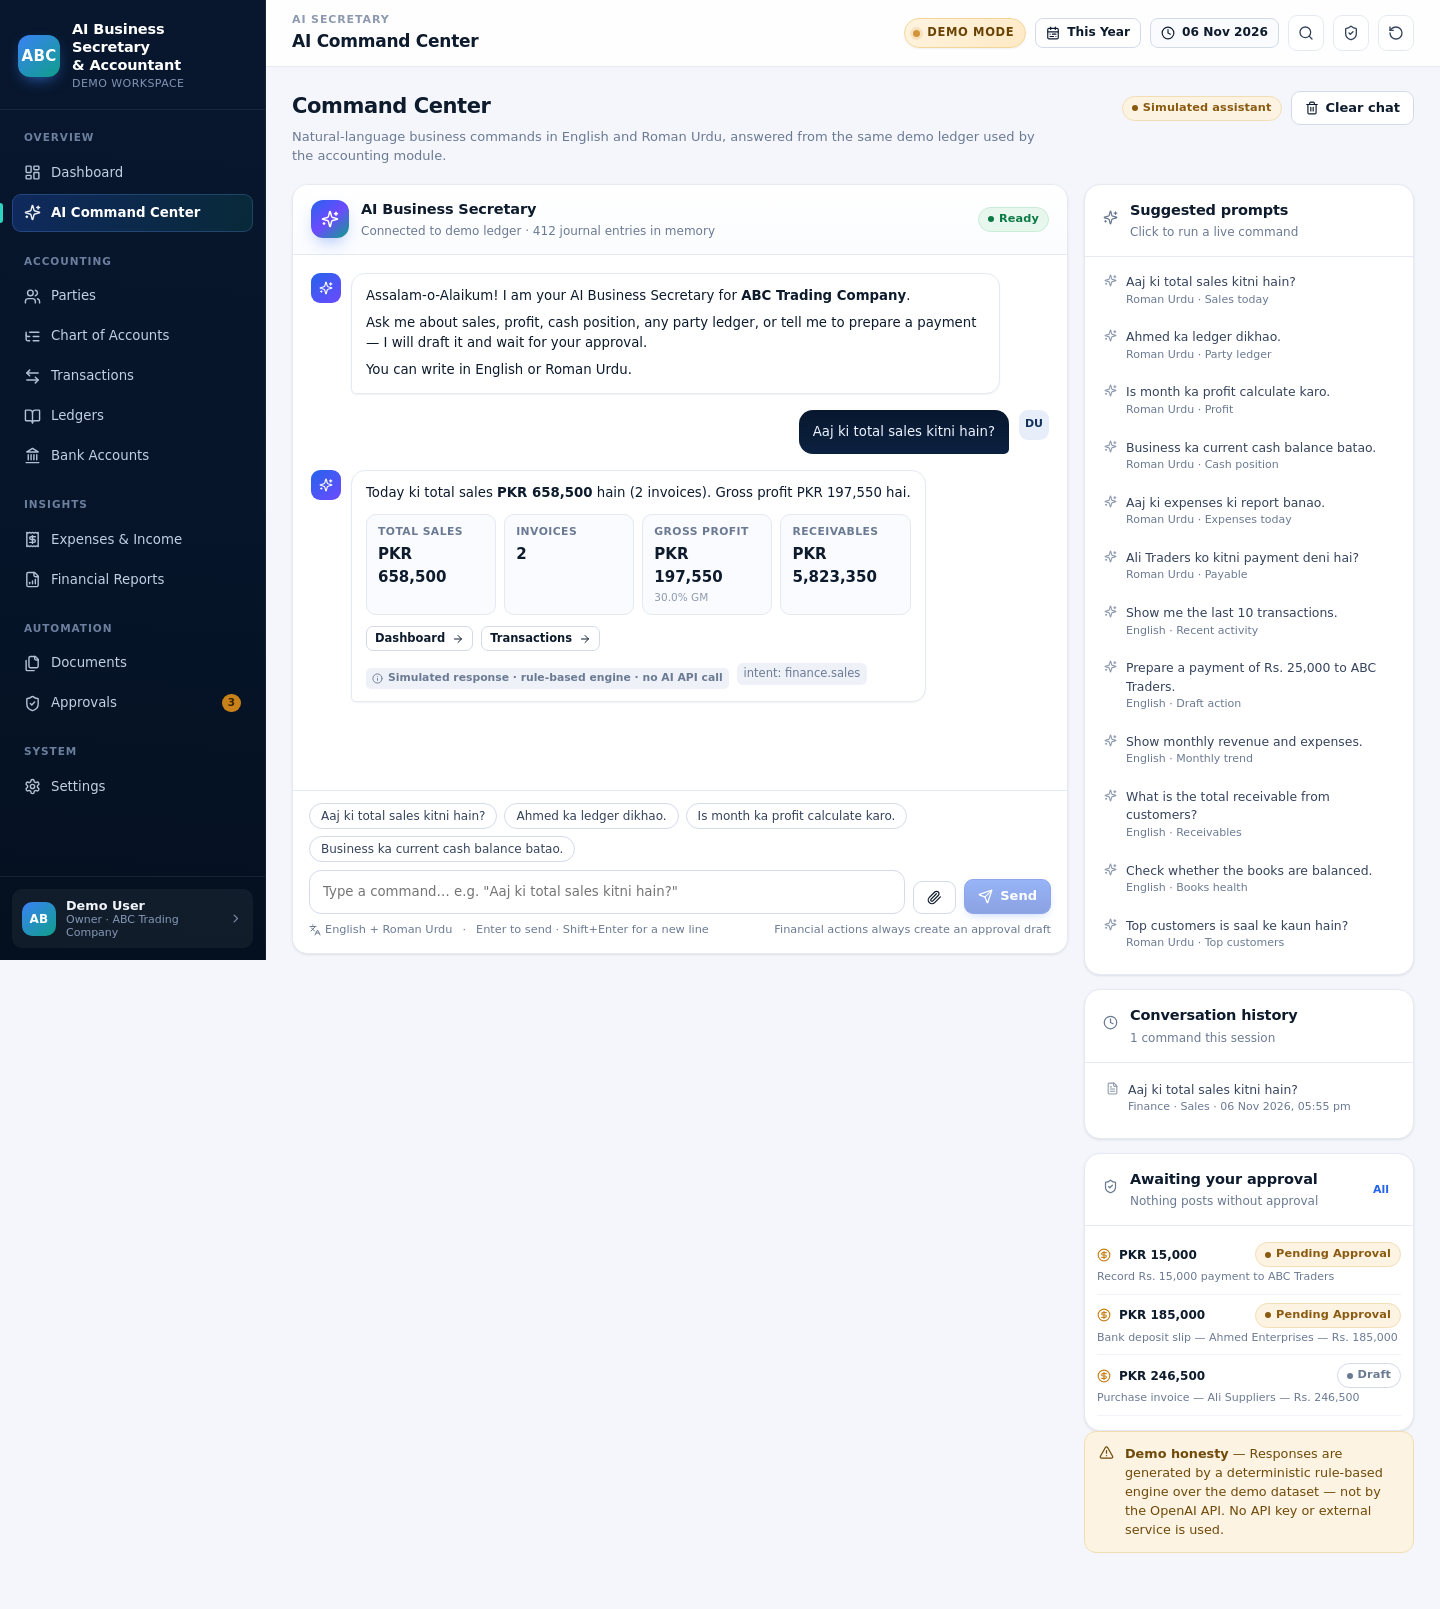 ABC
AI Business
Secretary
& Accountant
DEMO WORKSPACE
OVERVIEW
Dashboard
AI Command Center
ACCOUNTING
Parties
Chart of Accounts
Transactions
Ledgers
Bank Accounts
INSIGHTS
Expenses & Income
Financial Reports
AUTOMATION
Documents
Approvals
3
SYSTEM
Settings
AB
Demo User
Owner · ABC Trading
Company
AI SECRETARY
AI Command Center
DEMO MODE
This Year
06 Nov 2026
Command Center
Natural-language business commands in English and Roman Urdu, answered from the same demo ledger used by
the accounting module.
Simulated assistant
Clear chat
AI Business Secretary
Connected to demo ledger · 412 journal entries in memory
Ready
Assalam-o-Alaikum! I am your AI Business Secretary for ABC Trading Company.
Ask me about sales, profit, cash position, any party ledger, or tell me to prepare a payment
— I will draft it and wait for your approval.
You can write in English or Roman Urdu.
Aaj ki total sales kitni hain?
DU
Today ki total sales PKR 658,500 hain (2 invoices). Gross profit PKR 197,550 hai.
TOTAL SALES
PKR
658,500
INVOICES
2
GROSS PROFIT
PKR
197,550
30.0% GM
RECEIVABLES
PKR
5,823,350
Dashboard
Transactions
Simulated response · rule-based engine · no AI API call
intent: finance.sales
Aaj ki total sales kitni hain?
Ahmed ka ledger dikhao.
Is month ka profit calculate karo.
Business ka current cash balance batao.
Type a command... e.g. "Aaj ki total sales kitni hain?"
Send
English + Roman Urdu · Enter to send · Shift+Enter for a new line
Financial actions always create an approval draft
Suggested prompts
Click to run a live command
Aaj ki total sales kitni hain?
Roman Urdu · Sales today
Ahmed ka ledger dikhao.
Roman Urdu · Party ledger
Is month ka profit calculate karo.
Roman Urdu · Profit
Business ka current cash balance batao.
Roman Urdu · Cash position
Aaj ki expenses ki report banao.
Roman Urdu · Expenses today
Ali Traders ko kitni payment deni hai?
Roman Urdu · Payable
Show me the last 10 transactions.
English · Recent activity
Prepare a payment of Rs. 25,000 to ABC
Traders.
English · Draft action
Show monthly revenue and expenses.
English · Monthly trend
What is the total receivable from
customers?
English · Receivables
Check whether the books are balanced.
English · Books health
Top customers is saal ke kaun hain?
Roman Urdu · Top customers
Conversation history
1 command this session
Aaj ki total sales kitni hain?
Finance · Sales · 06 Nov 2026, 05:55 pm
Awaiting your approval
Nothing posts without approval
All
PKR 15,000
Pending Approval
Record Rs. 15,000 payment to ABC Traders
PKR 185,000
Pending Approval
Bank deposit slip — Ahmed Enterprises — Rs. 185,000
PKR 246,500
Draft
Purchase invoice — Ali Suppliers — Rs. 246,500
Demo honesty — Responses are
generated by a deterministic rule-based
engine over the demo dataset — not by
the OpenAI API. No API key or external
service is used.